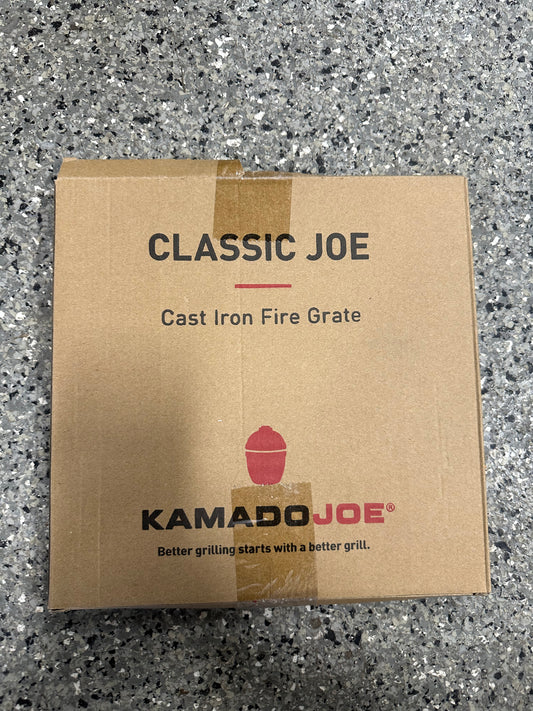 CLASSIC JOE
Cast Iron Fire Grate
KAMADOJOE®
Better grilling starts with a better grill.